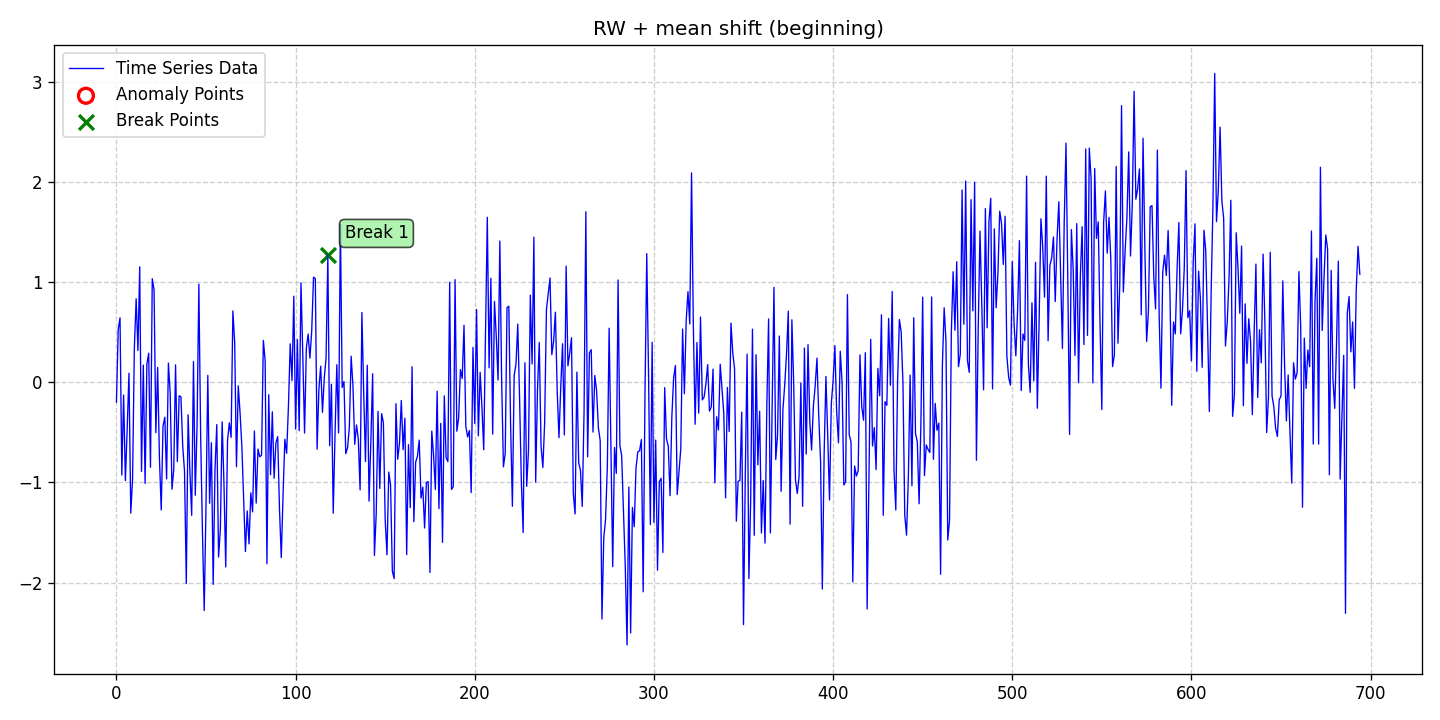 RW + mean shift (beginning)
Time Series Data
Anomaly Points
Break Points
Break 1
3
2
1
0
−1
−2
0 100 200 300 400 500 600 700